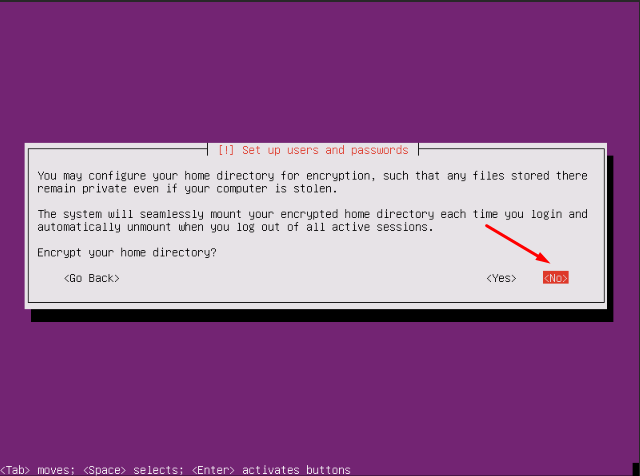 [!] Set up users and passwords
You may configure your home directory for encryption, such that any files stored there
remain private even if your computer is stolen.
The system will seamlessly mount your encrypted home directory each time you login and
automatically unmount when you log out of all active sessions.
Encrypt your home directory?
<Go Back> <Yes> <No>
<Tab> moves; <Space> selects; <Enter> activates buttons